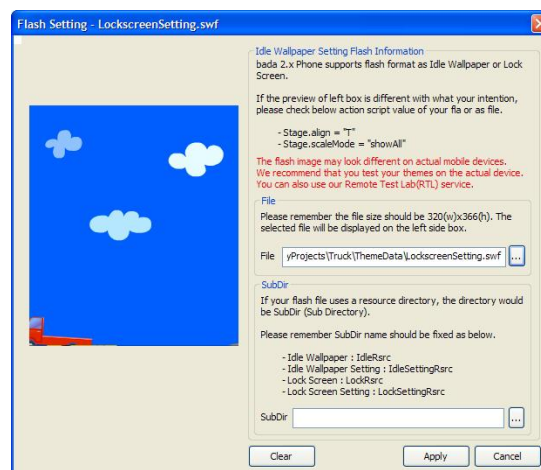 Flash Setting - LockscreenSetting.swf
Idle Wallpaper Setting Flash Information
bada 2.x Phone supports flash format as Idle Wallpaper or Lock
Screen.
If the preview of left box is different with what your intention,
please check below action script value of your fla or as file.
- Stage.align = "T"
- Stage.scaleMode = "showAll"
The flash image may look different on actual mobile devices.
We recommend that you test your themes on the actual device.
You can also use our Remote Test Lab(RTL) service.
File
Please remember the file size should be 320(w)x366(h). The
selected file will be displayed on the left side box.
File yProjects\Truck\ThemeData\LockscreenSetting.swf ...
SubDir
If your flash file uses a resource directory, the directory would
be SubDir (Sub Directory).
Please remember SubDir name should be fixed as below.
- Idle Wallpaper : IdleRsrc
- Idle Wallpaper Setting : IdleSettingRsrc
- Lock Screen : LockRsrc
- Lock Screen Setting : LockSettingRsrc
SubDir ...
Clear Apply Cancel